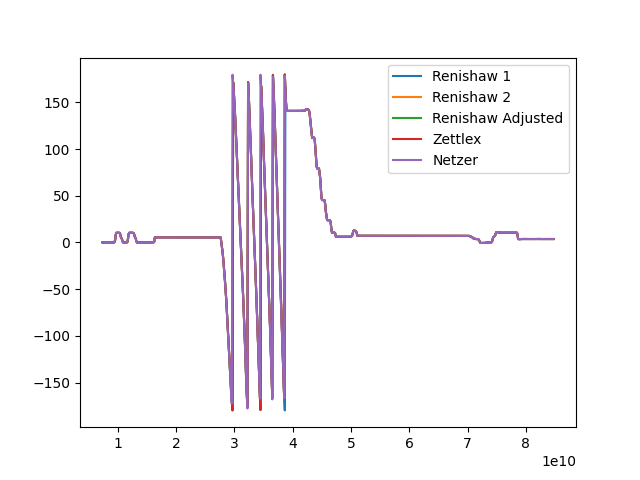 Renishaw 1
Renishaw 2
Renishaw Adjusted
Zettlex
Netzer
150
100
50
0
−50
−100
−150
1 2 3 4 5 6 7 8
1e10